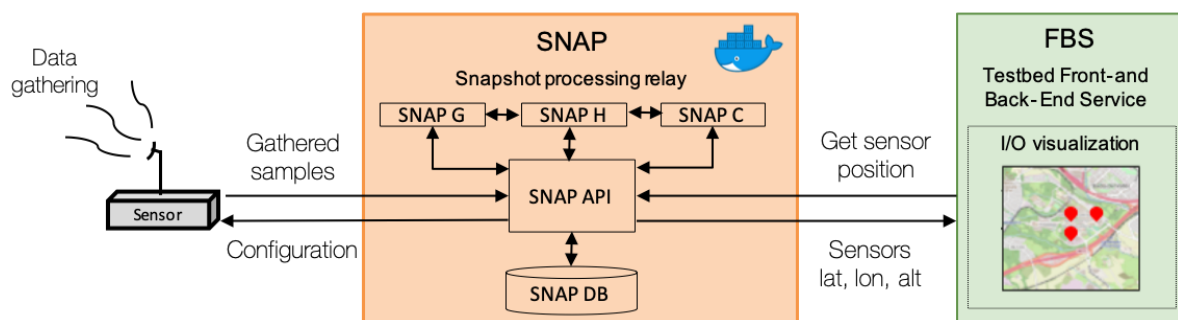 Data
gathering
Sensor
Gathered
samples
Configuration
SNAP
Snapshot processing relay
SNAP G
SNAP H
SNAP C
SNAP API
SNAP DB
Get sensor
position
Sensors
lat, lon, alt
FBS
Testbed Front-and
Back-End Service
I/O visualization